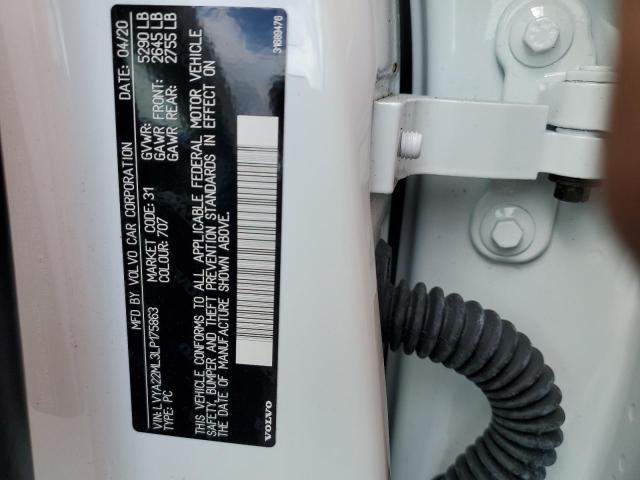 MFD BY VOLVO CAR CORPORATION DATE: 04/20
VIN: LVYA22ML3LP175863 MARKET CODE: 31 GVWR: 5290 LB
TYPE: PC COLOUR: 707 GAWR FRONT: 2645 LB
GAWR REAR: 2755 LB
THIS VEHICLE CONFORMS TO ALL APPLICABLE FEDERAL MOTOR VEHICLE
SAFETY, BUMPER AND THEFT PREVENTION STANDARDS IN EFFECT ON
THE DATE OF MANUFACTURE SHOWN ABOVE.
VOLVO 31689476